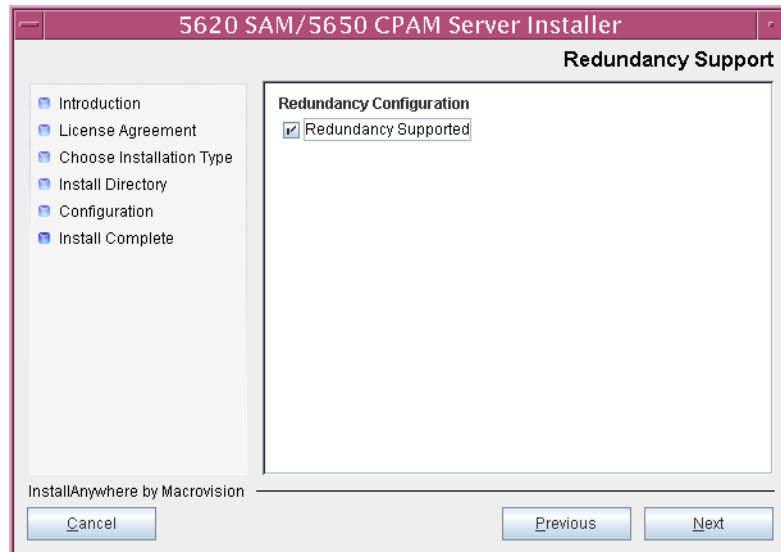 5620 SAM/5650 CPAM Server Installer
Redundancy Support
Introduction
License Agreement
Choose Installation Type
Install Directory
Configuration
Install Complete
Redundancy Configuration
Redundancy Supported
InstallAnywhere by Macrovision
Cancel
Previous
Next